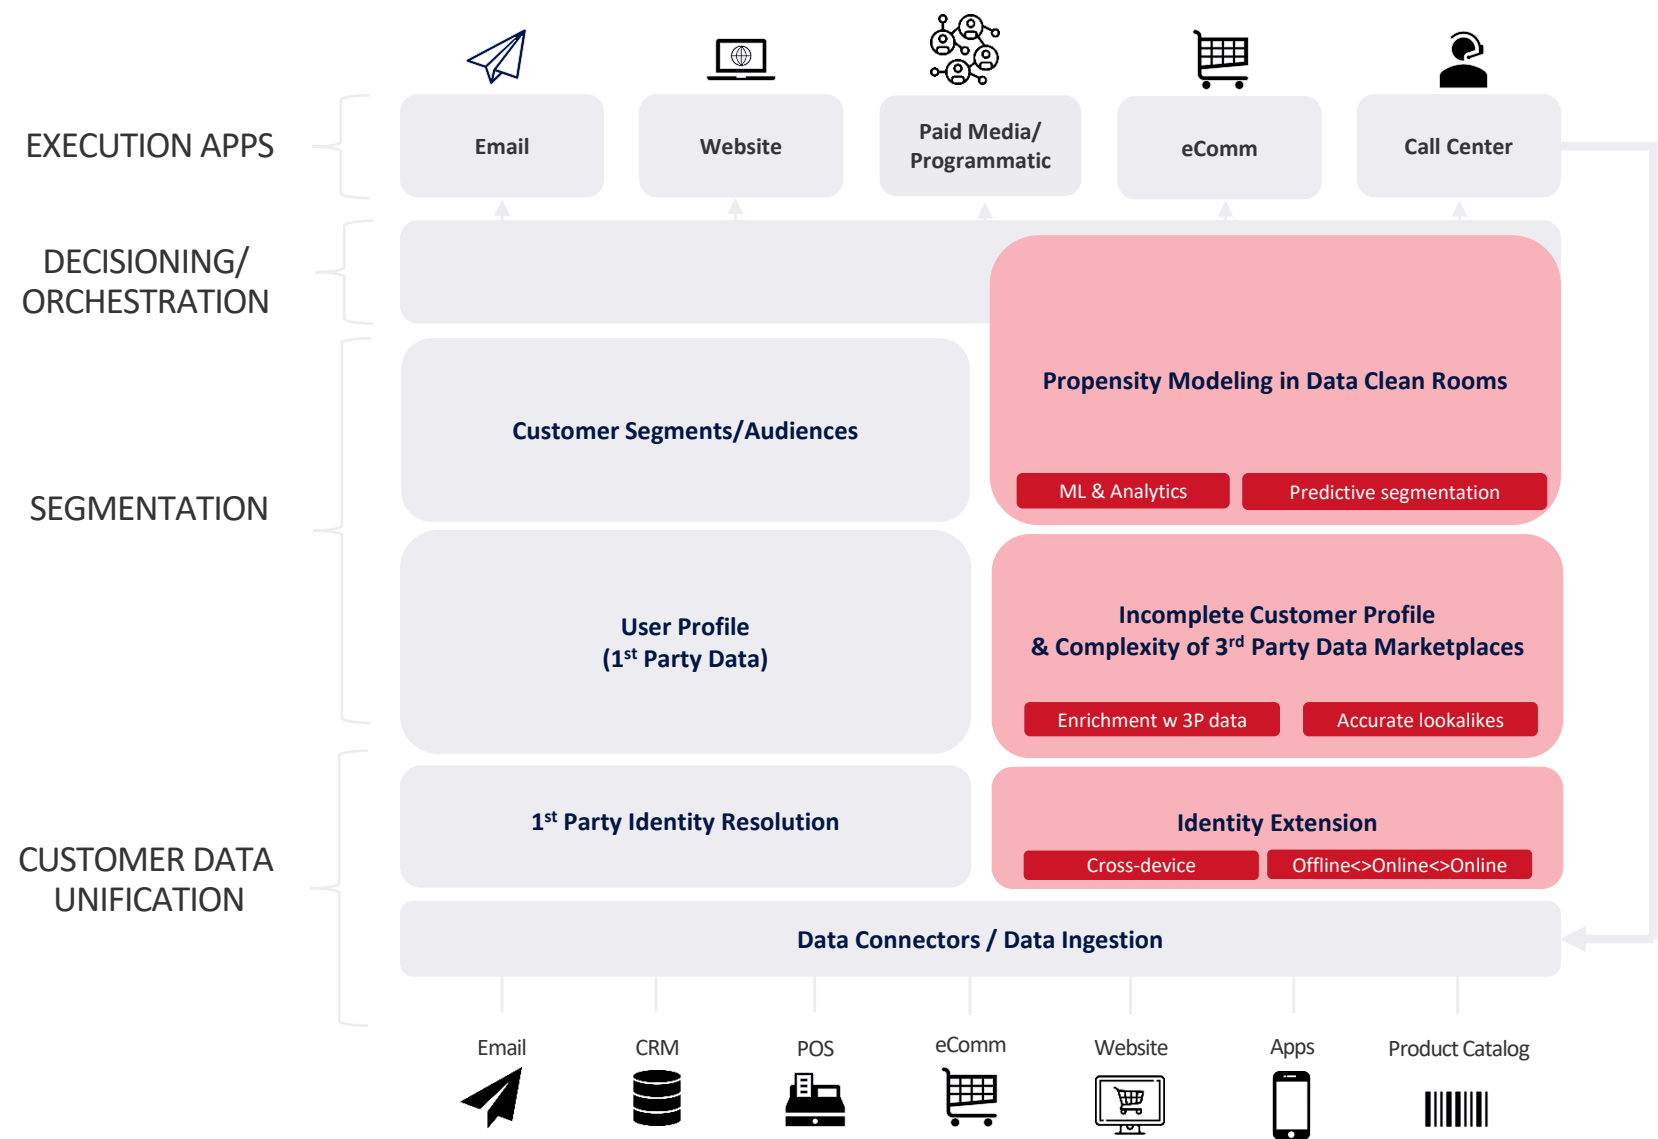 EXECUTION APPS
Email
Website
Paid Media/
Programmatic
eComm
Call Center
DECISIONING/
ORCHESTRATION
Propensity Modeling in Data Clean Rooms
ML & Analytics
Predictive segmentation
SEGMENTATION
Customer Segments/Audiences
User Profile
(1st Party Data)
Incomplete Customer Profile
& Complexity of 3rd Party Data Marketplaces
Enrichment w 3P data
Accurate lookalikes
CUSTOMER DATA
UNIFICATION
1st Party Identity Resolution
Identity Extension
Cross-device
Offline<>Online<>Online
Data Connectors / Data Ingestion
Email
CRM
POS
eComm
Website
Apps
Product Catalog